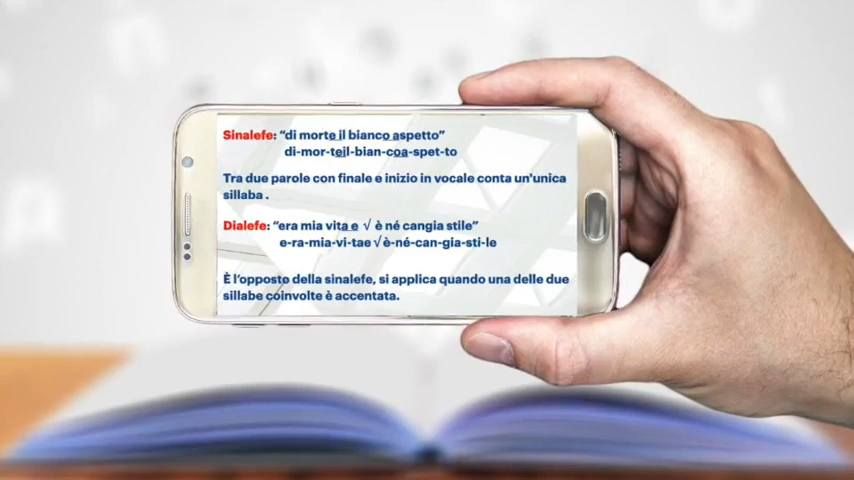 Sinalefe: “di morte il bianco aspetto”
di-mor-teil-bian-coa-spet-to
Tra due parole con finale e inizio in vocale conta un'unica
sillaba .
Dialefe: “era mia vita e √ è né cangia stile”
e-ra-mia-vi-tae√è-né-can-gia-sti-le
È l'opposto della sinalefe, si applica quando una delle due
sillabe coinvolte è accentata.